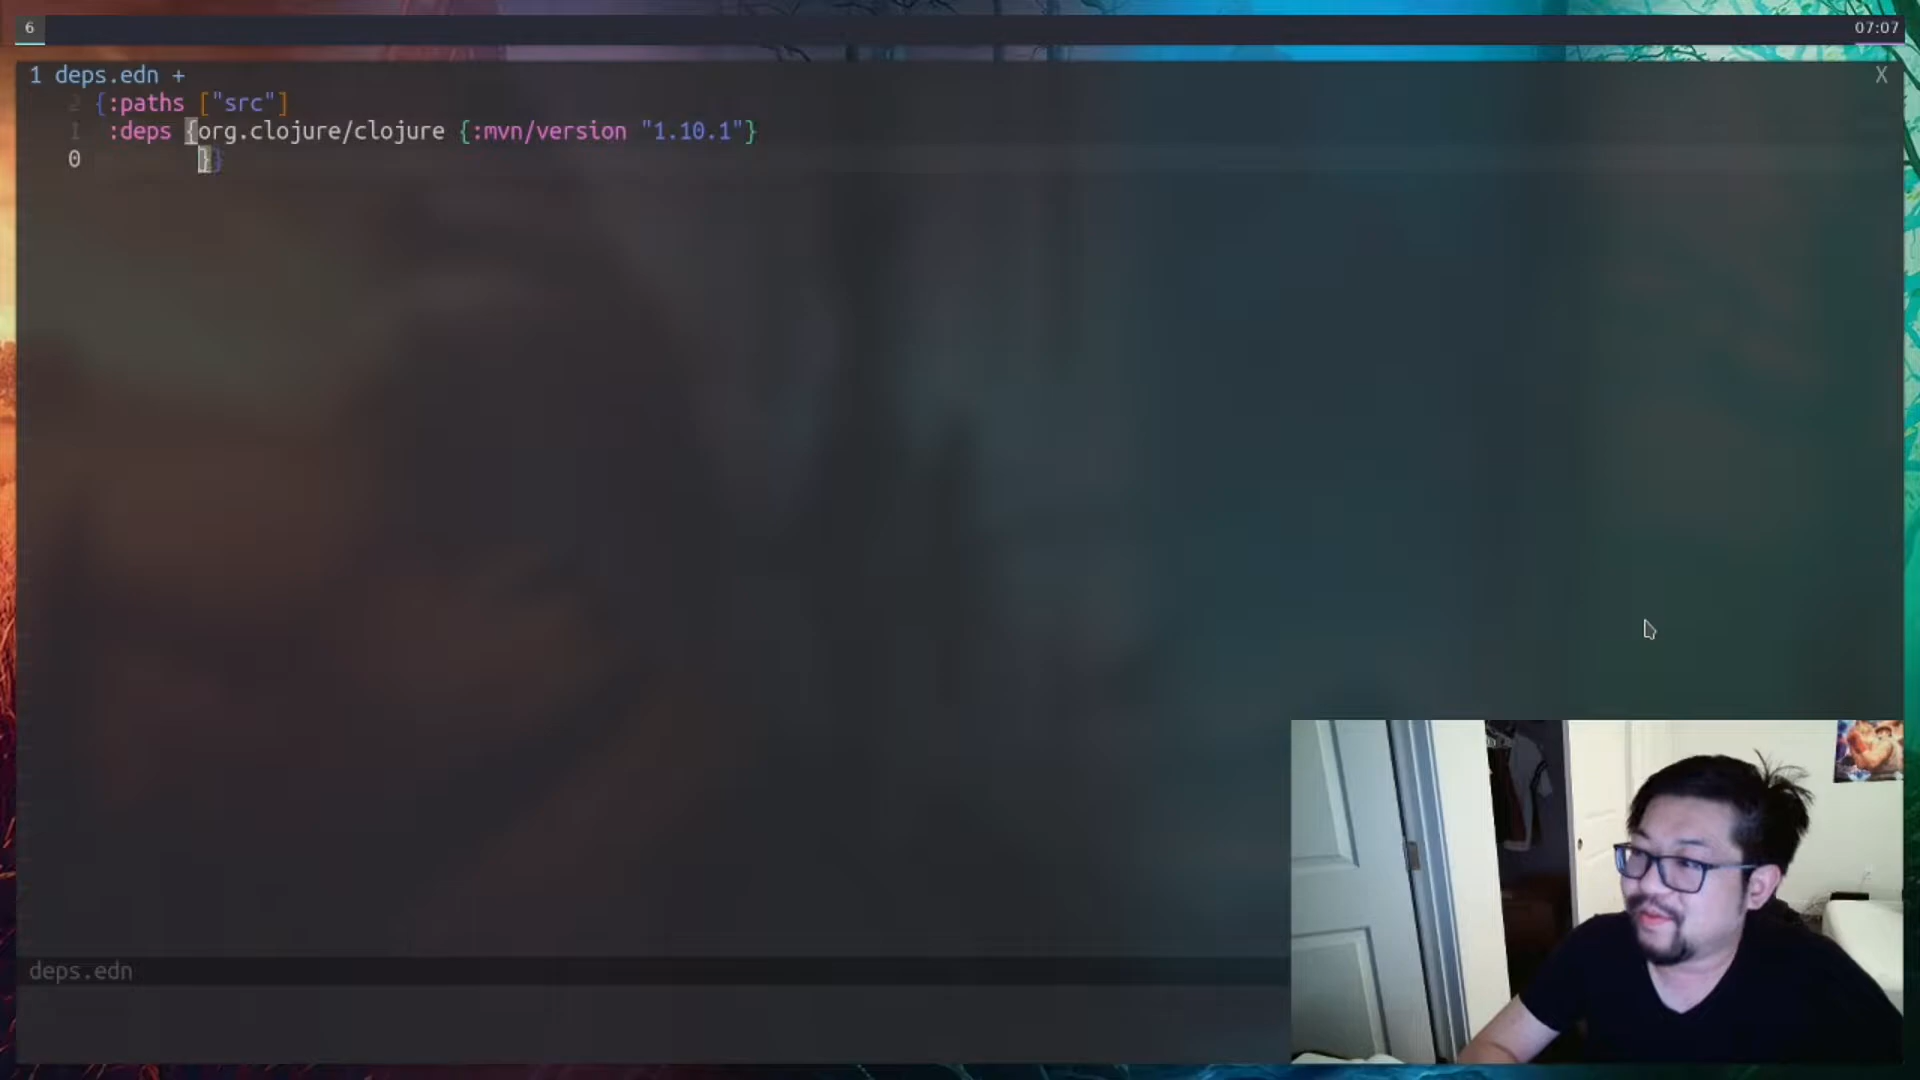 6
07:07
1 deps.edn +
X
2 {:paths ["src"]
1 :deps {org.clojure/clojure {:mvn/version "1.10.1"}
0 }}
deps.edn